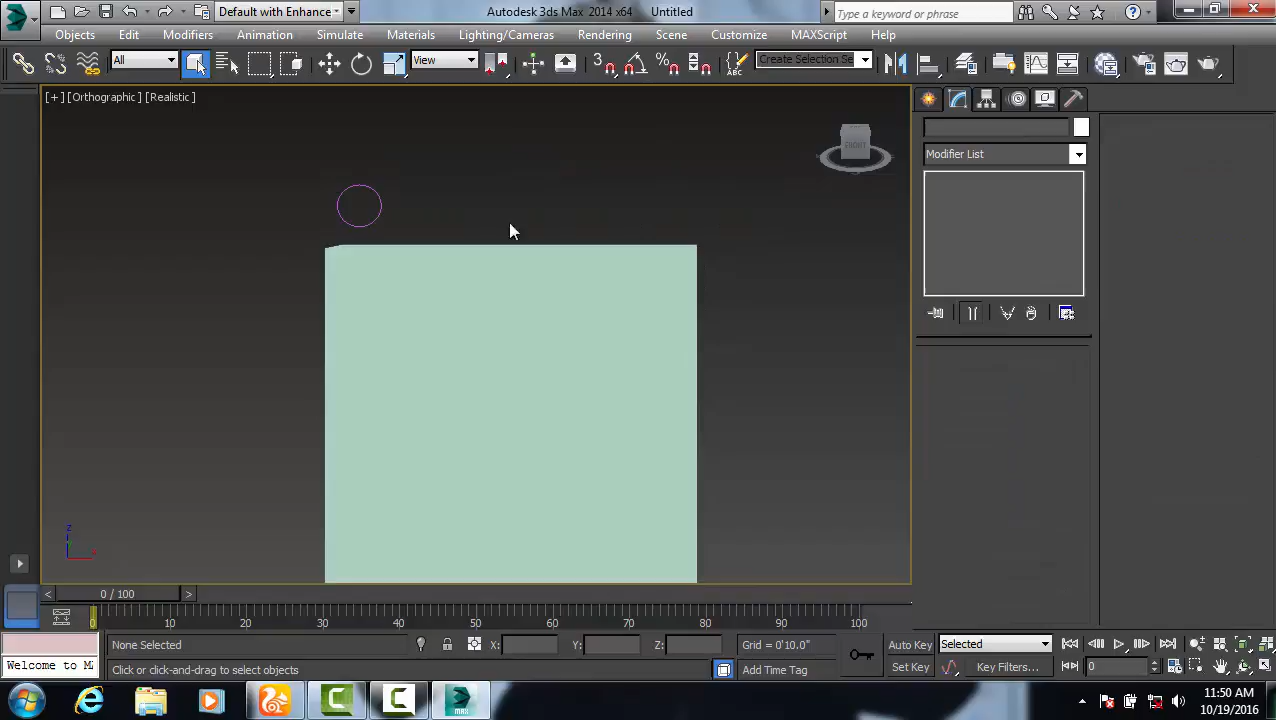 Default with Enhance
Autodesk 3ds Max 2014 x64 Untitled
Type a keyword or phrase
Objects Edit Modifiers Animation Simulate Materials Lighting/Cameras Rendering Scene Customize MAXScript Help
All View 3 Create Selection Se
[+] [Orthographic] [Realistic]
FRONT
Modifier List
z
0 / 100
0 10 20 30 40 50 60 70 80 90 100
None Selected X: Y: Z: Grid = 0'10.0" Auto Key Selected
Welcome to M Click or click-and-drag to select objects Add Time Tag Set Key Key Filters... 0
MAX
11:50 AM
10/19/2016